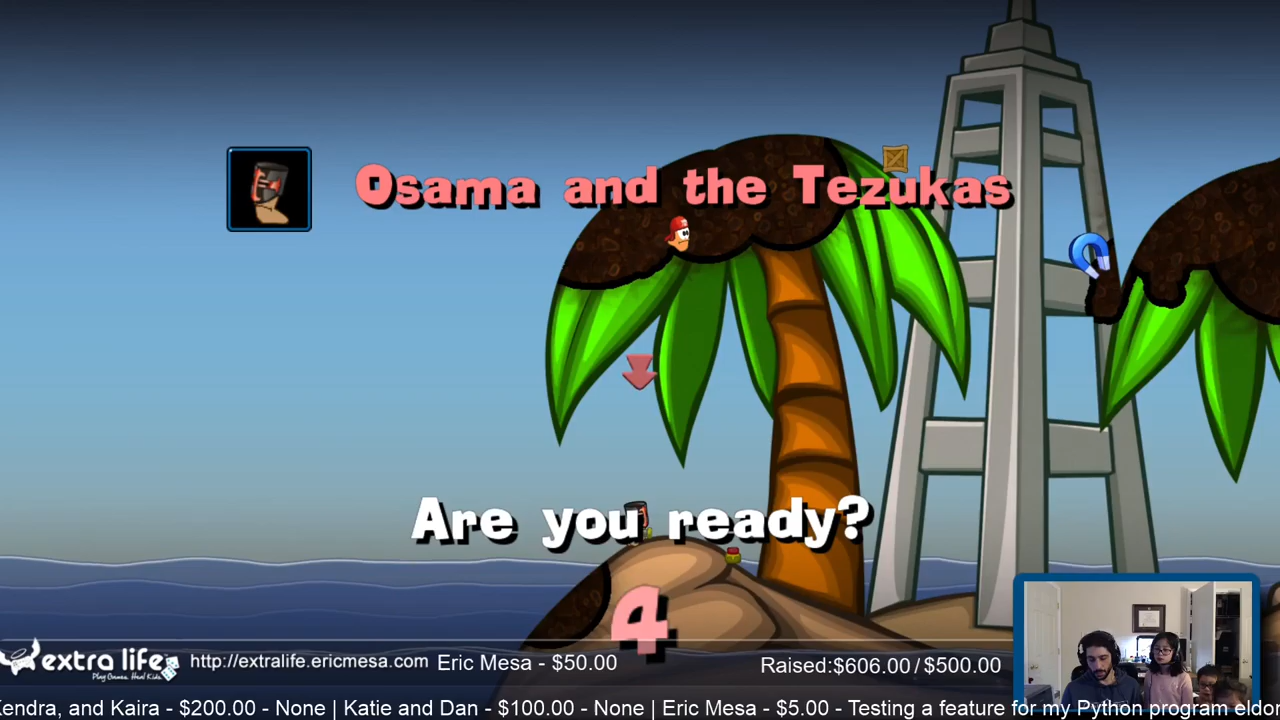 Osama and the Tezukas
Are you ready?
4
extra life
Play Games. Heal Kids.
http://extralife.ericmesa.com
Eric Mesa - $50.00
Raised:$606.00/$500.00
Kendra, and Kaira - $200.00 - None | Katie and Dan - $100.00 - None | Eric Mesa - $5.00 - Testing a feature for my Python program eldor